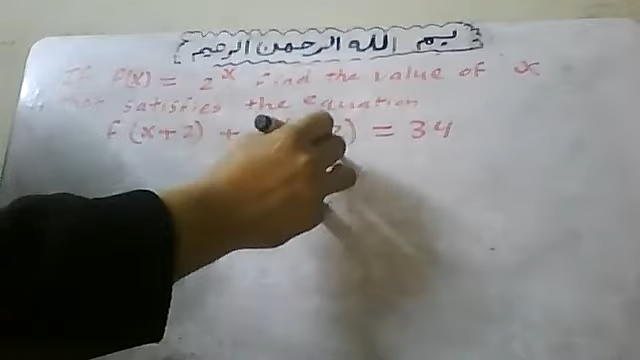 بسم الله الرحمن الرحيم
If f(x) = 2^x find the value of x
that satisfies the equation
f(x+2) + 2) = 34